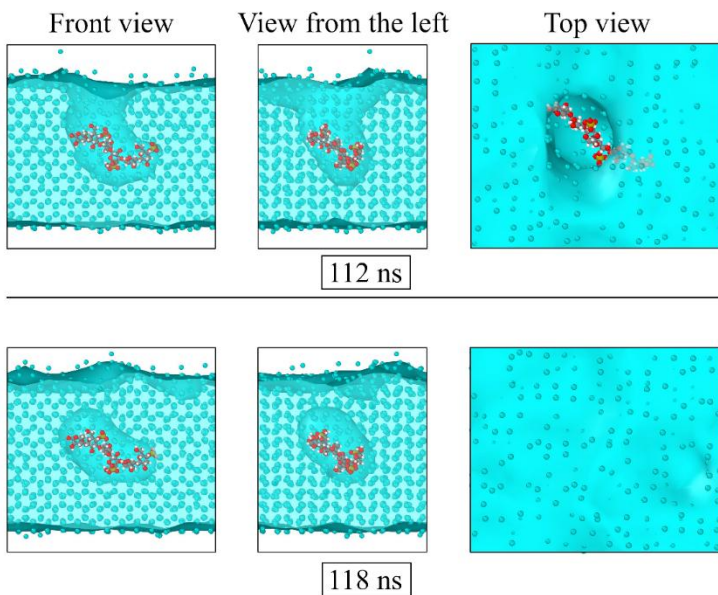 Front view
View from the left
Top view
112 ns
118 ns